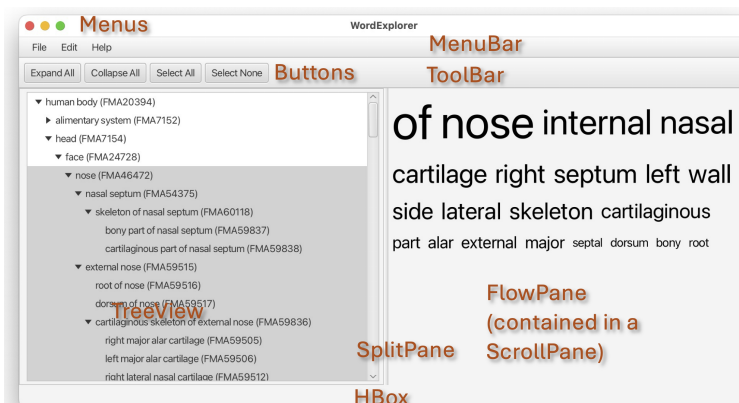 Menus
WordExplorer
File Edit Help
MenuBar
Expand All Collapse All Select All Select None
Buttons
ToolBar
human body (FMA20394)
alimentary system (FMA7152)
head (FMA7154)
face (FMA24728)
nose (FMA46472)
nasal septum (FMA54375)
skeleton of nasal septum (FMA60118)
bony part of nasal septum (FMA59837)
cartilaginous part of nasal septum (FMA59838)
external nose (FMA59515)
root of nose (FMA59516)
dorsum of nose (FMA59517)
TreeView
cartilaginous skeleton of external nose (FMA59836)
right major alar cartilage (FMA59505)
left major alar cartilage (FMA59506)
right lateral nasal cartilage (FMA59512)
of nose internal nasal
cartilage right septum left wall
side lateral skeleton cartilaginous
part alar external major septal dorsum bony root
FlowPane
(contained in a
ScrollPane)
SplitPane
HBox